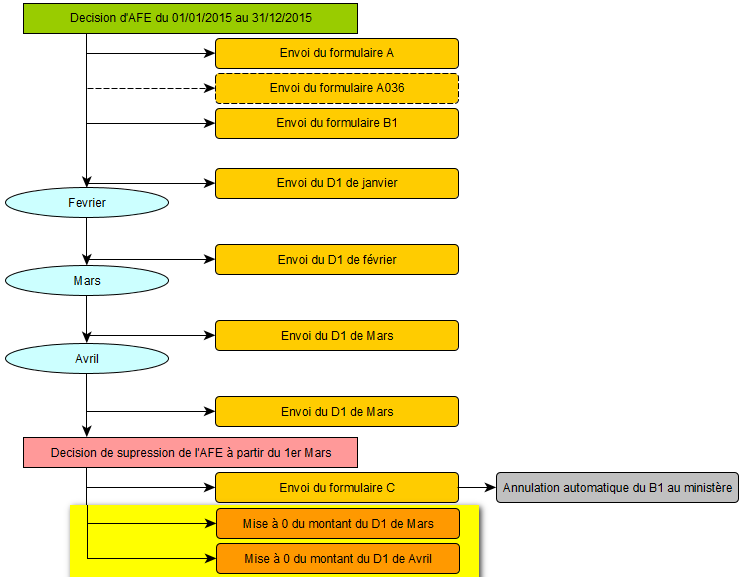 Decision d'AFE du 01/01/2015 au 31/12/2015
Envoi du formulaire A
Envoi du formulaire A036
Envoi du formulaire B1
Envoi du D1 de janvier
Fevrier
Envoi du D1 de février
Mars
Envoi du D1 de Mars
Avril
Envoi du D1 de Mars
Decision de supression de l'AFE à partir du 1er Mars
Envoi du formulaire C
Annulation automatique du B1 au ministère
Mise à 0 du montant du D1 de Mars
Mise à 0 du montant du D1 de Avril